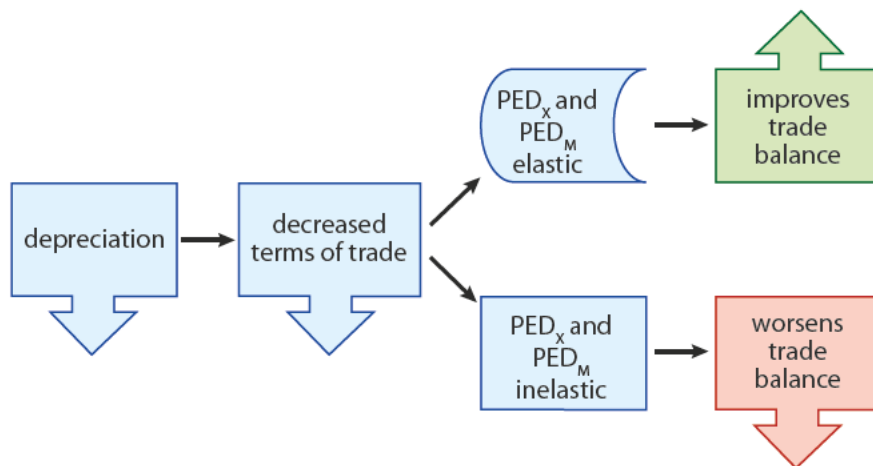 depreciation
decreased
terms of trade
PEDX and
PEDM
elastic
improves
trade
balance
PEDX and
PEDM
inelastic
worsens
trade
balance